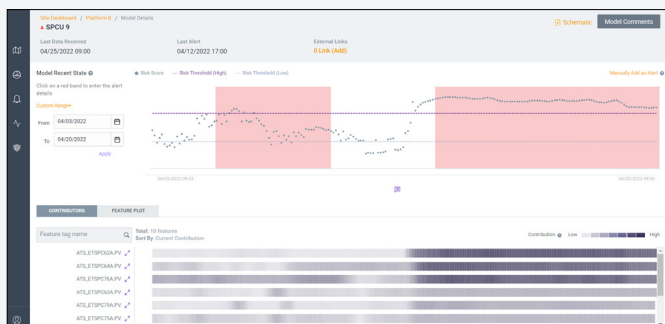 Site Dashboard / Platform B / Model Details
SPCU 9
Schematic
Model Comments
Last Data Received
Last Alert
External Links
04/25/2022 09:00
04/12/2022 17:00
0 Link (Add)
Model Recent State
Risk Score
Risk Threshold (High)
Risk Threshold (Low)
Manually Add an Alert
Click on a red band to enter the alert
details
Custom Range
From
04/03/2022
To
04/20/2022
Apply
CONTRIBUTORS
FEATURE PLOT
Feature tag name
Total: 10 features
Sort By: Current Contribution
Contribution
Low
High
ATS_ETSPC62A.PV
ATS_ETSPC64A.PV
ATS_ETSPC76A.PV
ATS_ETSPC63A.PV
ATS_ETSPC79A.PV
ATS_ETSPC75A.PV